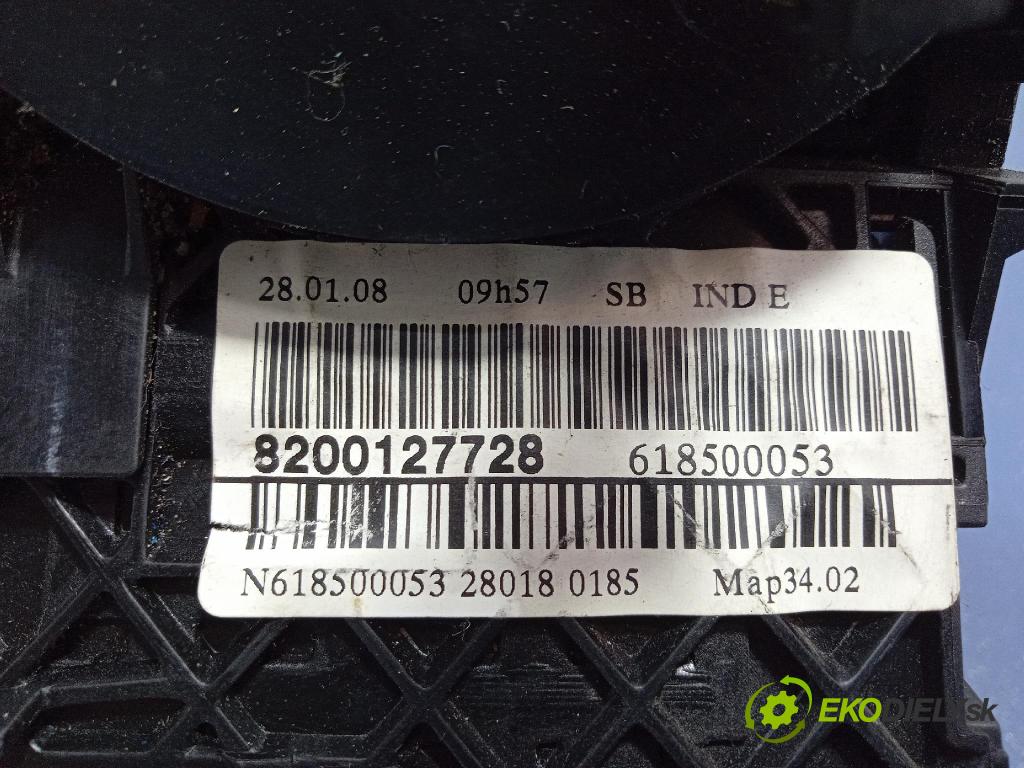 28.01.08 09h57 SB IND E
8200127728 618500053
N618500053 28018 0185 Map34.02
EKODIELY.sk